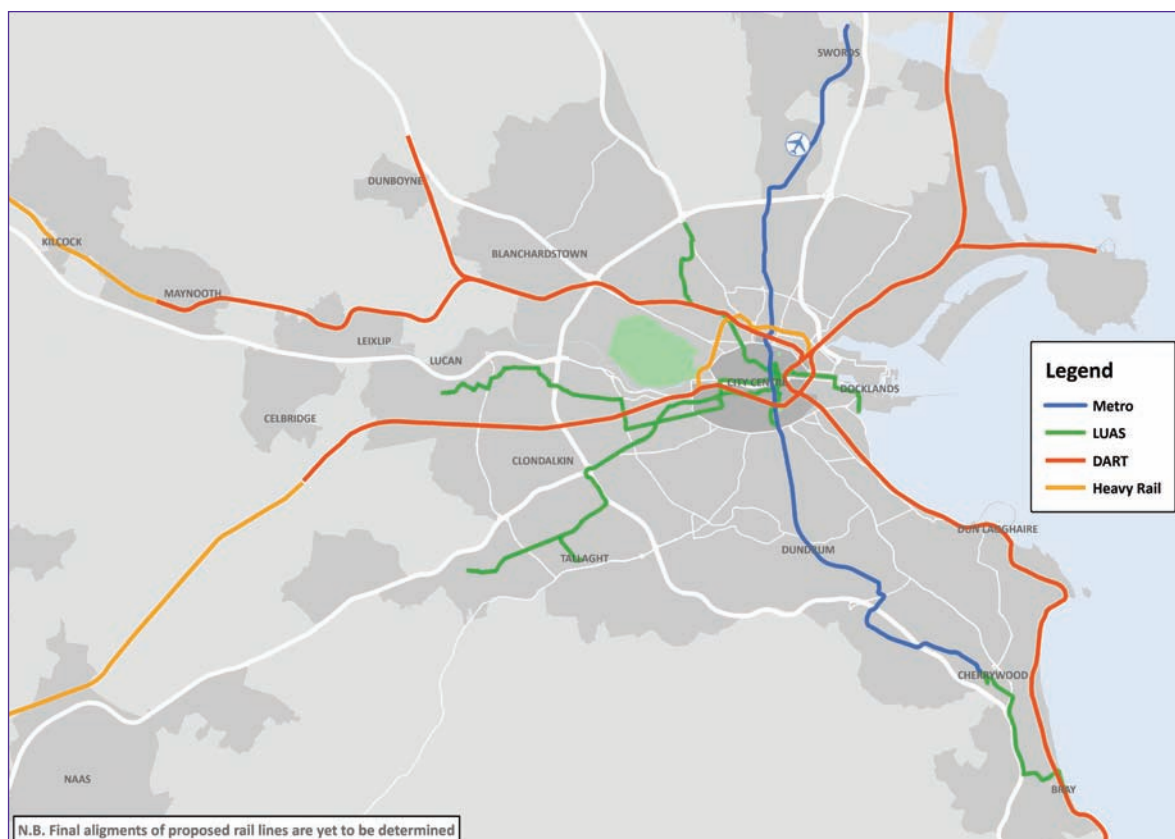 SWORDS
DUNBOYNE
KILCOCK
BLANCHARDSTOWN
MAYNOOTH
LEIXLIP
LUCAN
CITY CENTRE
DOCKLANDS
CELBRIDGE
CLONDALKIN
DUN LAOGHAIRE
TALLAGHT
DUNDRUM
CHERRYWOOD
NAAS
BRAY
Legend
Metro
LUAS
DART
Heavy Rail
N.B. Final aligments of proposed rail lines are yet to be determined